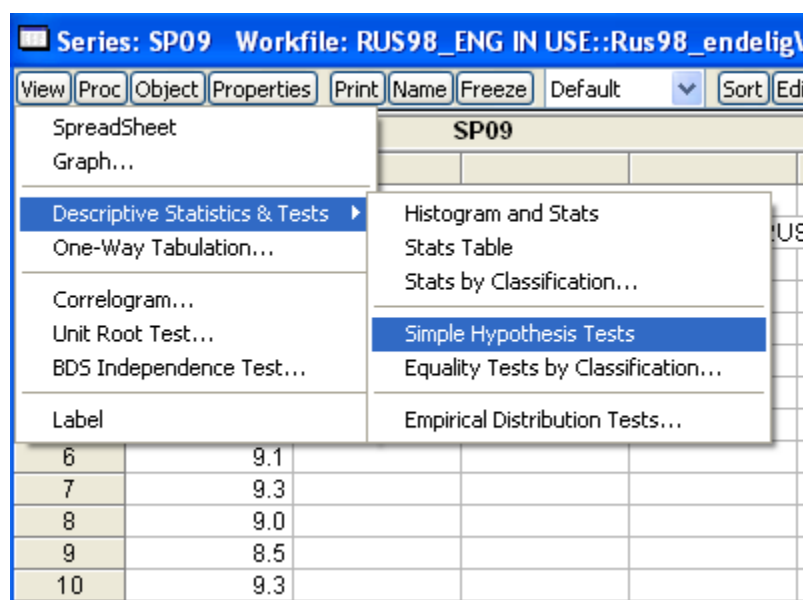 Series: SP09 Workfile: RUS98_ENG IN USE::Rus98_endelig\
View Proc Object Properties Print Name Freeze Default Sort Edi
SP09
SpreadSheet
Graph...
Descriptive Statistics & Tests
One-Way Tabulation...
Correlogram...
Unit Root Test...
BDS Independence Test...
Label
Histogram and Stats
Stats Table
Stats by Classification...
Simple Hypothesis Tests
Equality Tests by Classification...
Empirical Distribution Tests...
6 9.1
7 9.3
8 9.0
9 8.5
10 9.3